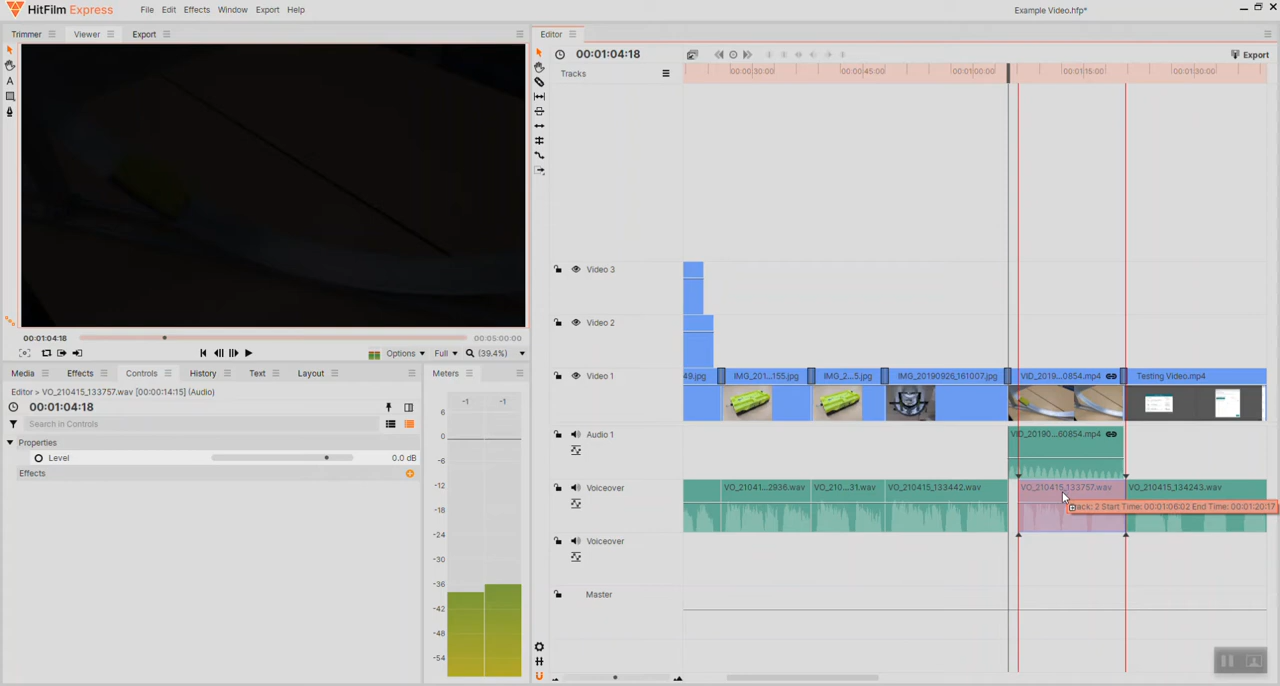 HitFilm Express
File Edit Effects Window Export Help
Example Video.hfp*
Trimmer Viewer Export
Editor
00:01:04:18
Export
Tracks
00:00:30:00 00:00:45:00 00:01:00:00 00:01:15:00 00:01:30:00
Video 3
Video 2
00:01:04:18
00:05:00:00
Options Full (39.4%)
Video 1
49.jpg IMG_201...155.jpg IMG_2...5.jpg IMG_20190926_161007.jpg VID_2019...0854.mp4 Testing Video.mp4
Media Effects Controls History Text Layout
Meters
Editor > VO_210415_133757.wav [00:00:14:15] (Audio)
00:01:04:18
Search in Controls
Properties
Level
0.0 dB
Effects
-1 -1
6
0
-6
-12
-18
-24
-30
-36
-42
-48
-54
Audio 1
VID_20190...60854.mp4
Voiceover
VO_21041...2936.wav VO_210...31.wav VO_210415_133442.wav VO_210415_133757.wav VO_210415_134243.wav
Track: 2 Start Time: 00:01:06:02 End Time: 00:01:20:17
Voiceover
Master